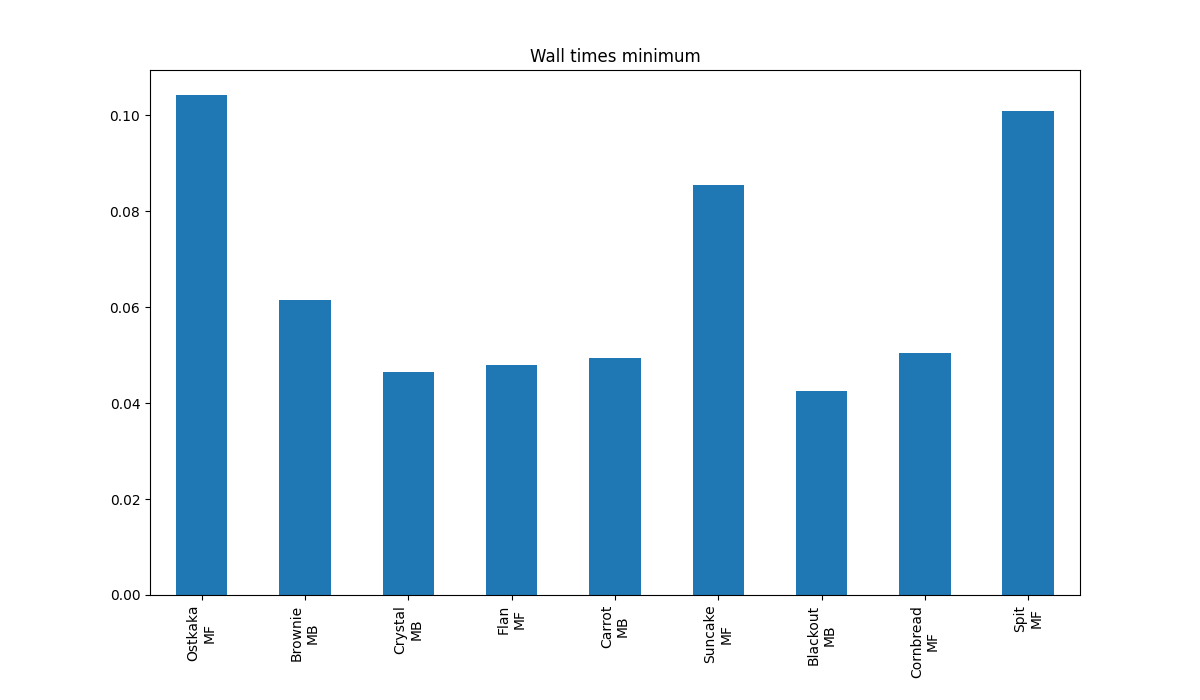 Wall times minimum
0.10
0.08
0.06
0.04
0.02
0.00
Ostkaka
MF
Brownie
MB
Crystal
MB
Flan
MF
Carrot
MB
Suncake
MF
Blackout
MB
Cornbread
MF
Spit
MF